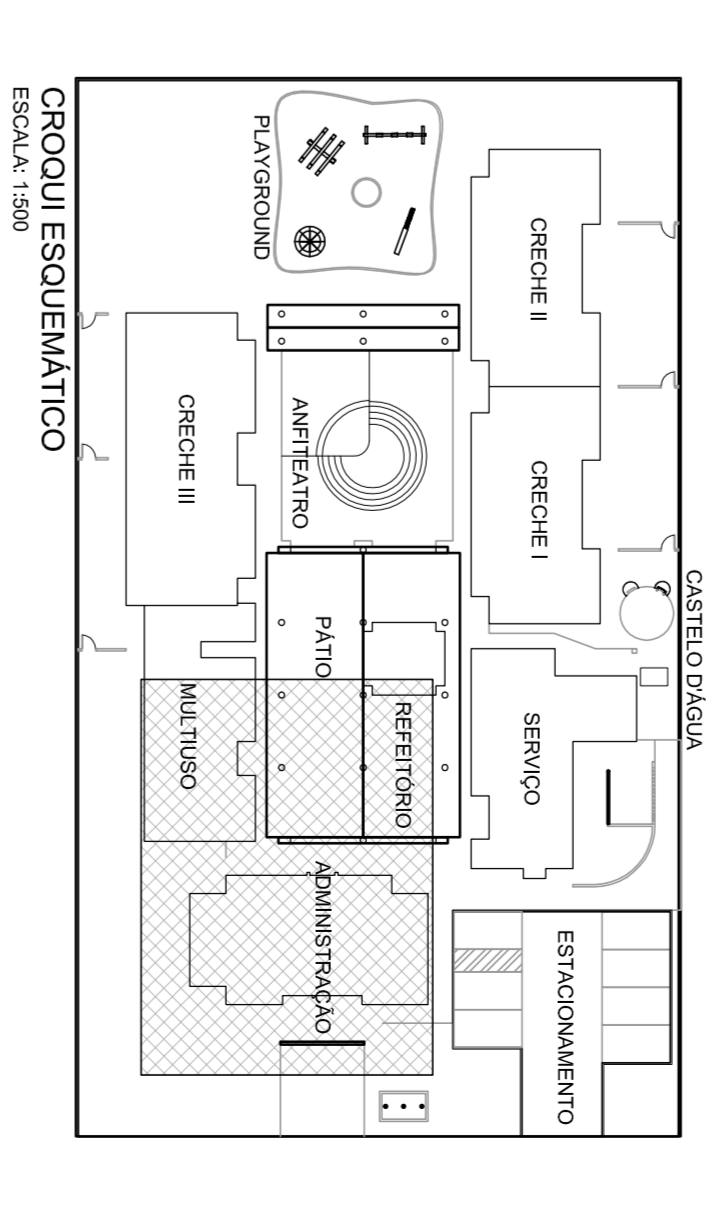 CASTELO D'ÁGUA
CRECHE II
CRECHE I
SERVIÇO
ESTACIONAMENTO
PLAYGROUND
ANFITEATRO
PÁTIO
REFEITÓRIO
ADMINISTRAÇÃO
CRECHE III
MULTIUSO
CROQUI ESQUEMÁTICO
ESCALA: 1:500